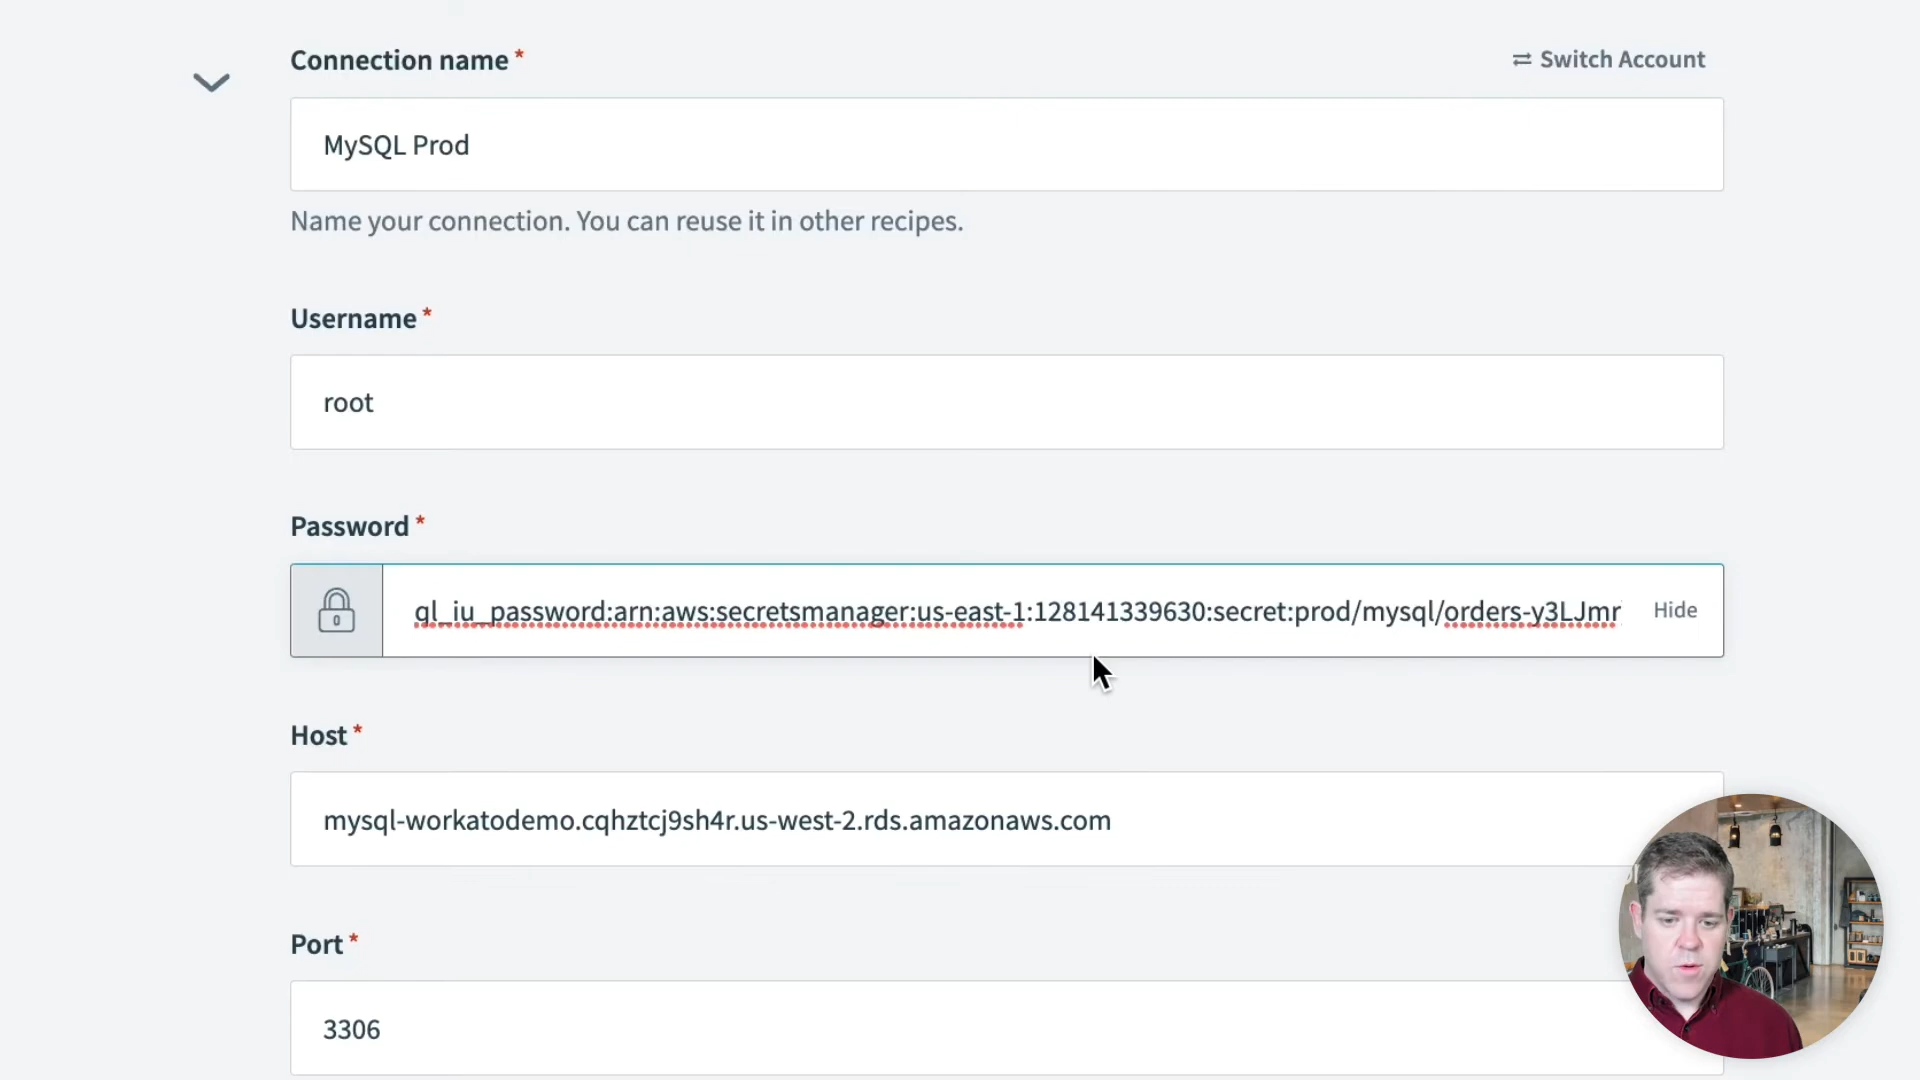 Connection name *
Switch Account
MySQL Prod
Name your connection. You can reuse it in other recipes.
Username *
root
Password *
ql_iu_password:arn:aws:secretsmanager:us-east-1:128141339630:secret:prod/mysql/orders-y3LJmr
Hide
Host *
mysql-workatodemo.cqhztcj9sh4r.us-west-2.rds.amazonaws.com
Port *
3306